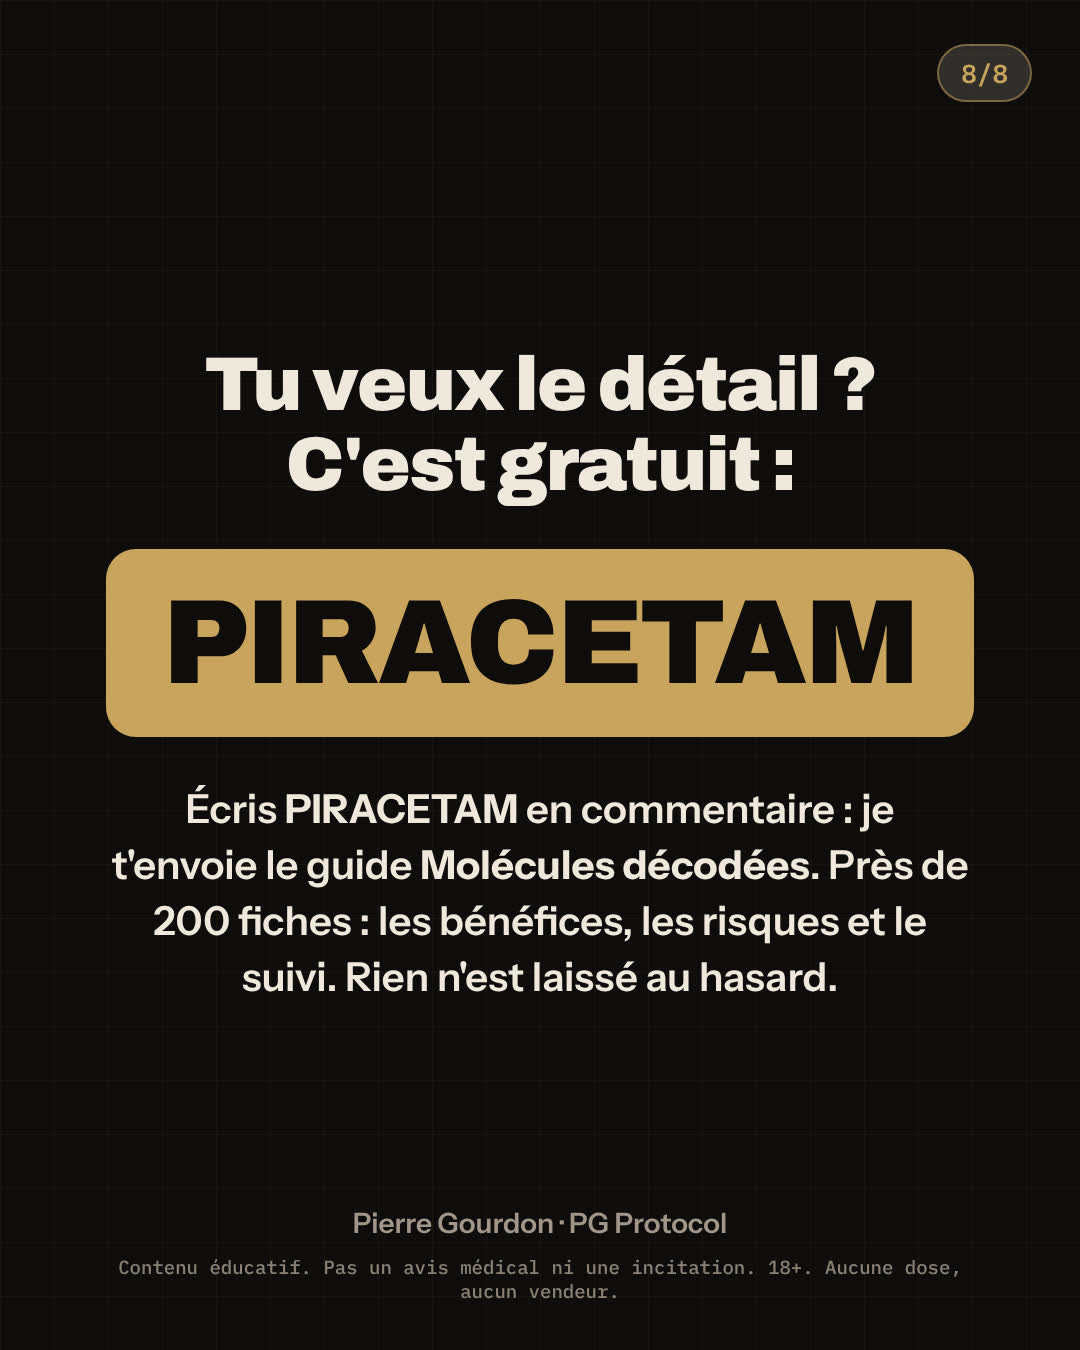 8/8
Tu veux le détail ?
C'est gratuit :
PIRACETAM
Écris PIRACETAM en commentaire : je
t'envoie le guide Molécules décodées. Près de
200 fiches : les bénéfices, les risques et le
suivi. Rien n'est laissé au hasard.
Pierre Gourdon · PG Protocol
Contenu éducatif. Pas un avis médical ni une incitation. 18+. Aucune dose,
aucun vendeur.